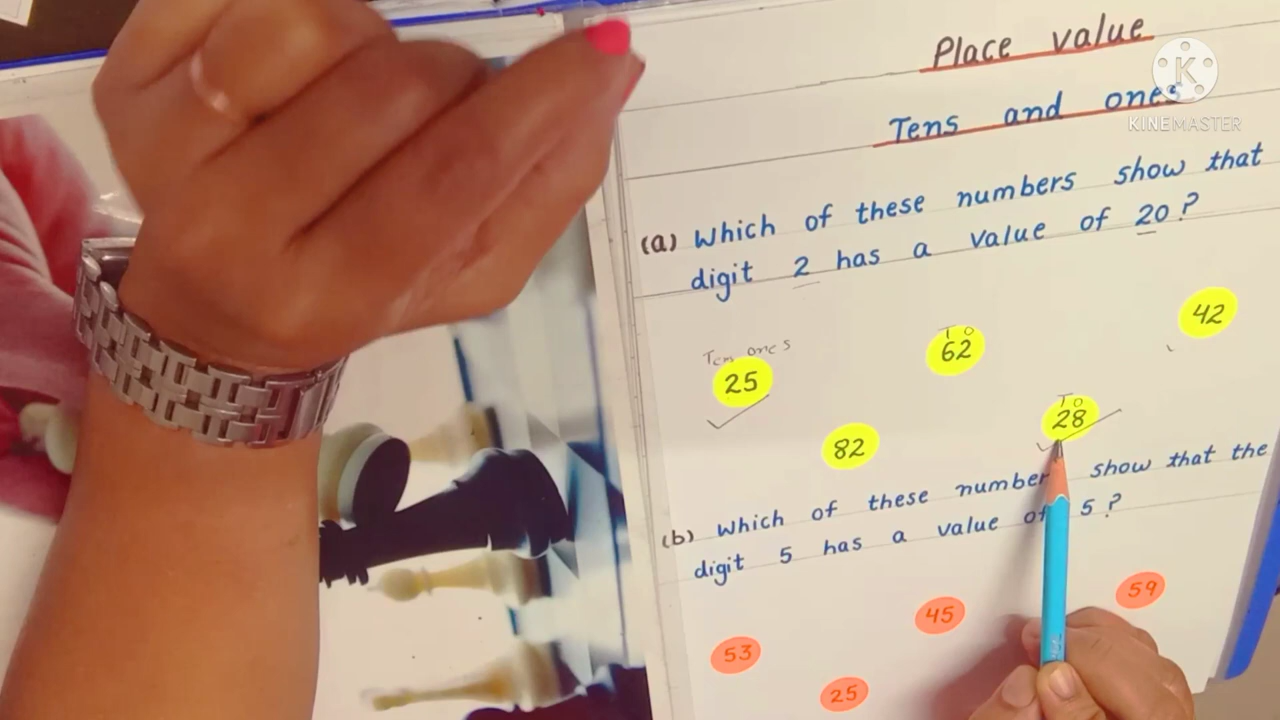 Place value
KINEMASTER
Tens and ones
(a) Which of these numbers show that
digit 2 has a value of 20?
42
T O
62
Ten ones
25
T O
28
82
(b) Which of these number show that the
digit 5 has a value of 5?
59
45
53
25